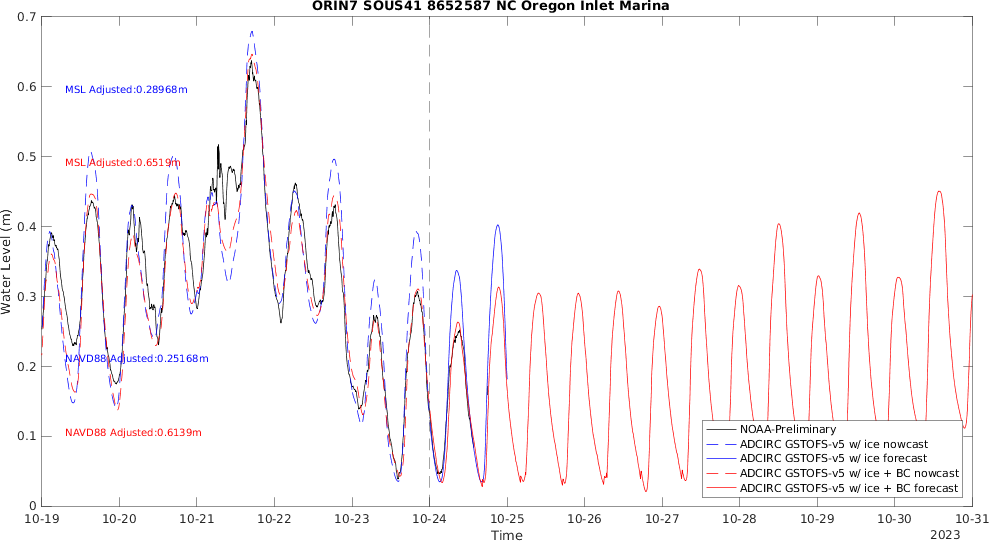 ORIN7 SOUS41 8652587 NC Oregon Inlet Marina
0.7
0.6
0.5
0.4
0.3
0.2
0.1
0
Water Level (m)
MSL Adjusted:0.28968m
MSL Adjusted:0.6519m
NAVD88 Adjusted:0.25168m
NAVD88 Adjusted:0.6139m
NOAA-Preliminary
ADCIRC GSTOFS-v5 w/ ice nowcast
ADCIRC GSTOFS-v5 w/ ice forecast
ADCIRC GSTOFS-v5 w/ ice + BC nowcast
ADCIRC GSTOFS-v5 w/ ice + BC forecast
10-19 10-20 10-21 10-22 10-23 10-24 10-25 10-26 10-27 10-28 10-29 10-30 10-31
Time
2023